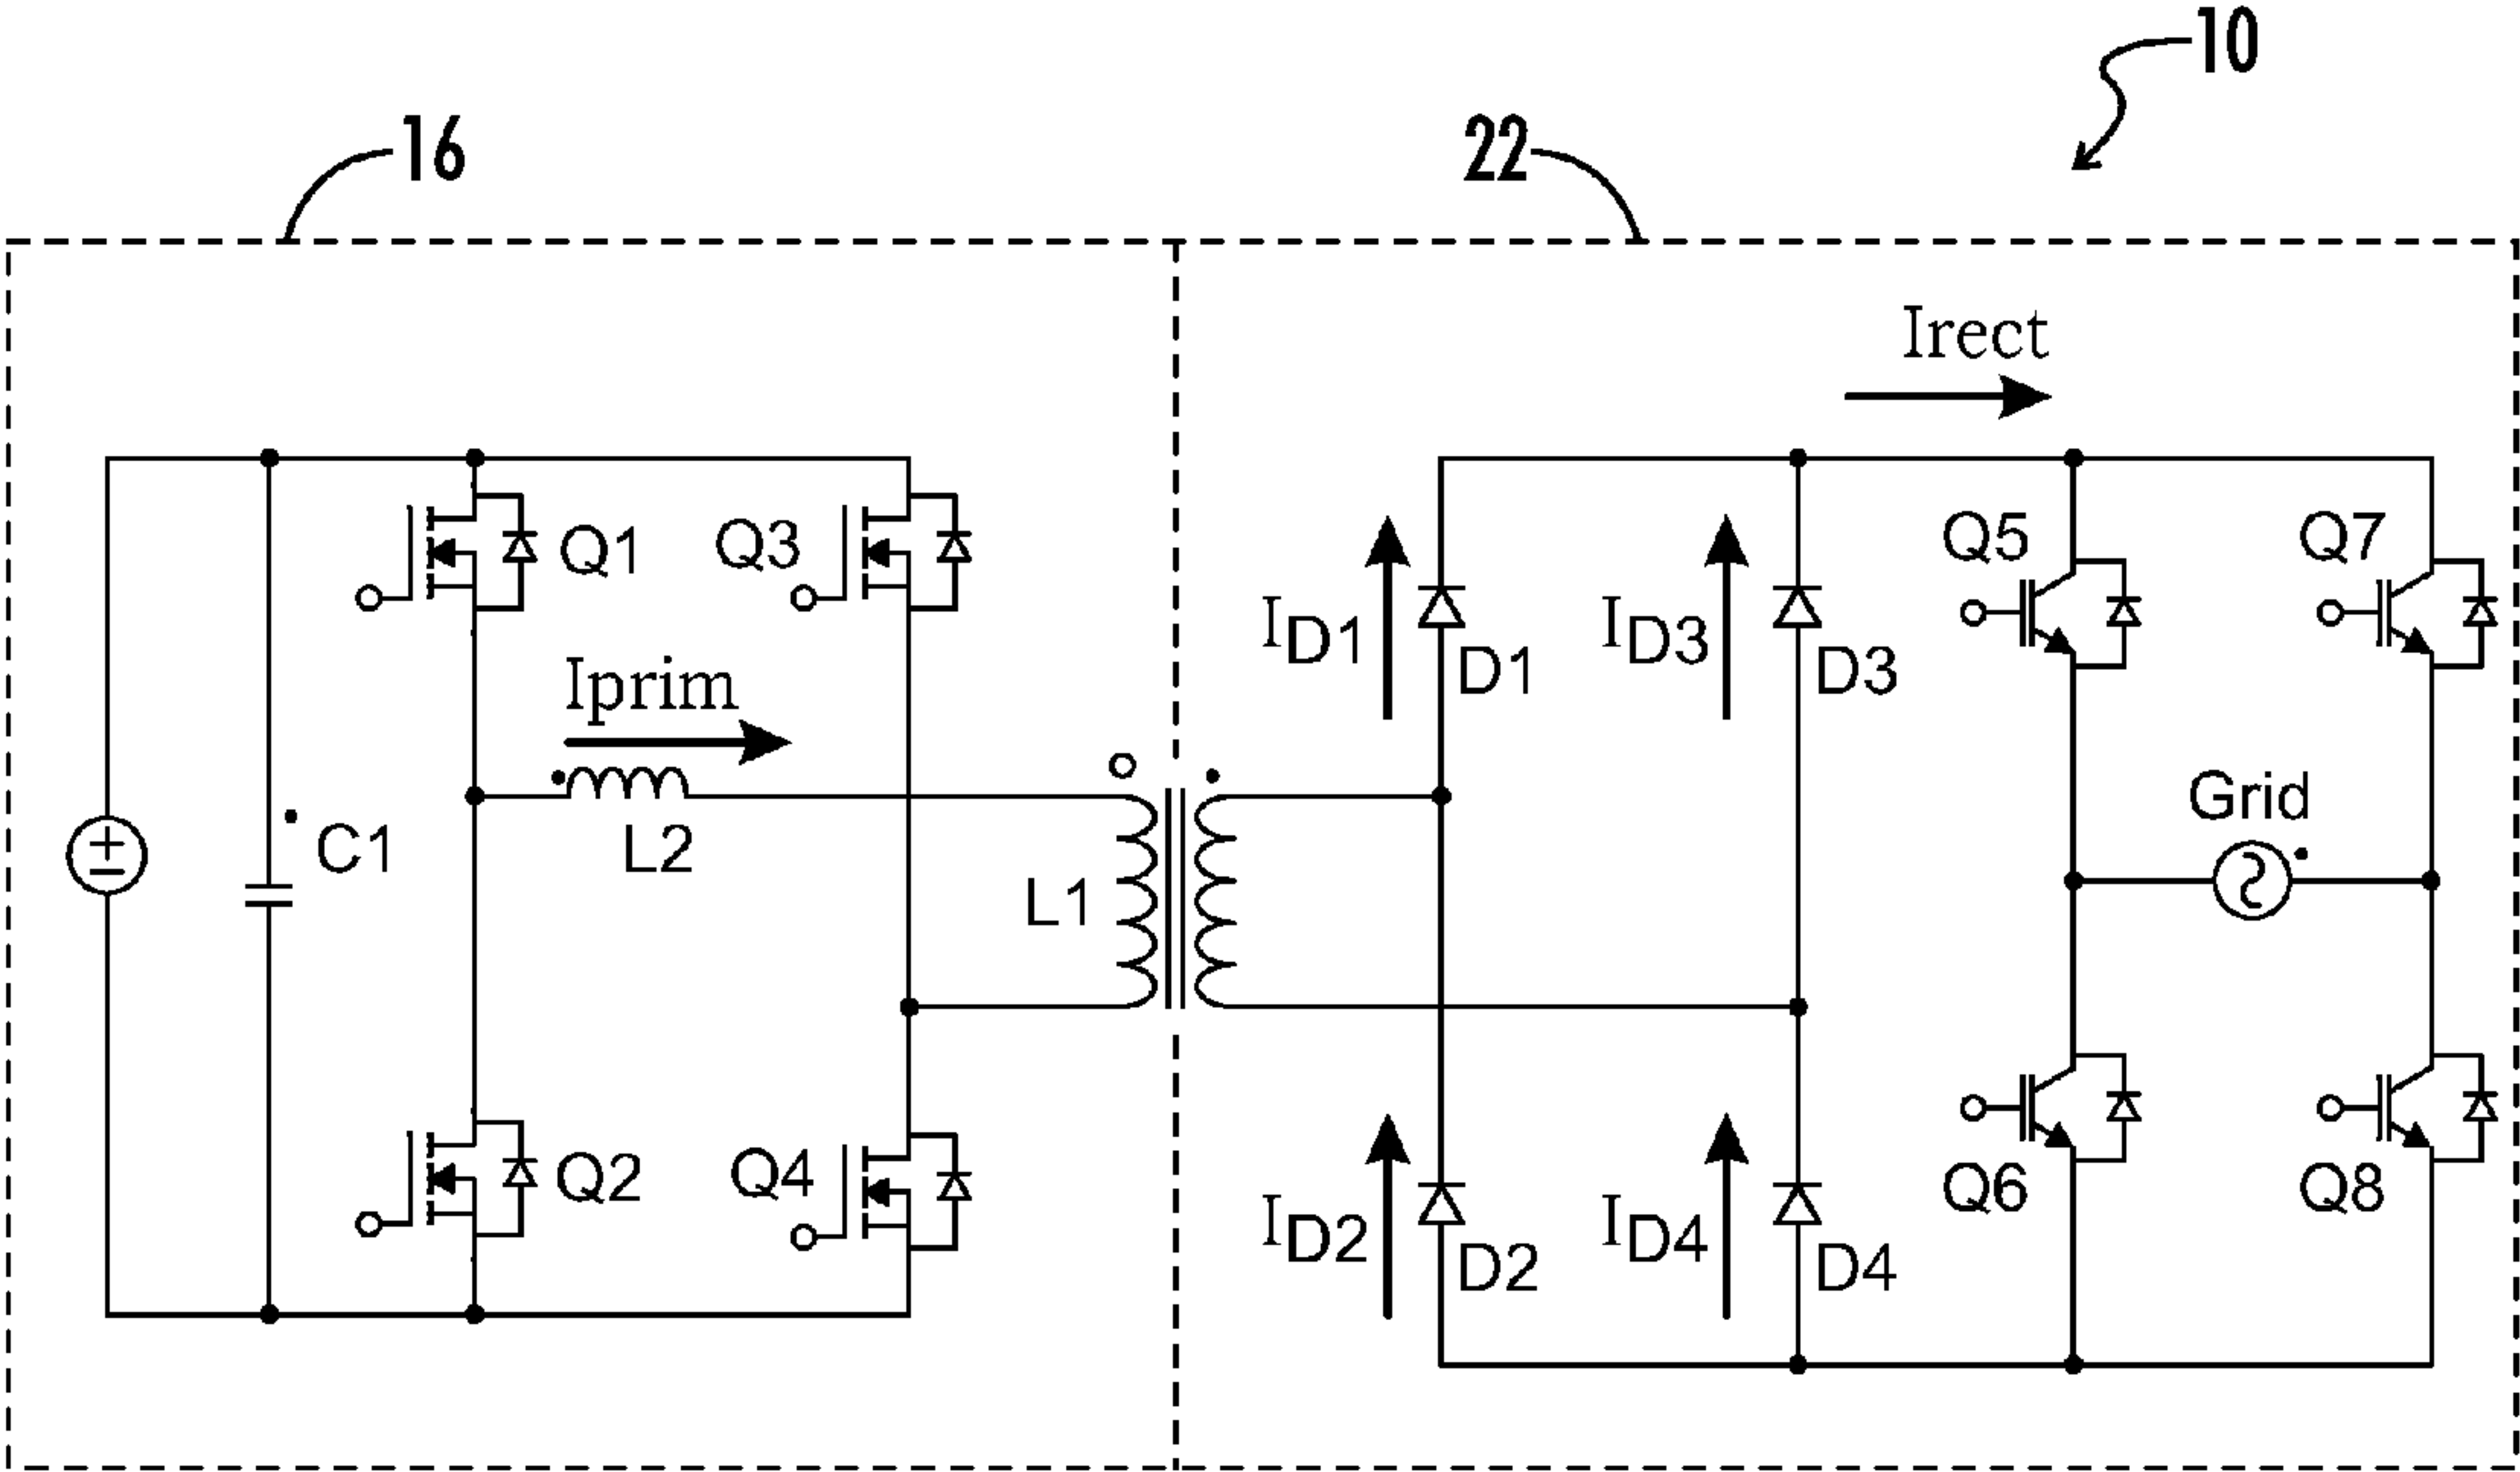 10
16
22
Irect
Q1
Q3
Q5
Q7
ID1
D1
ID3
D3
Iprim
L2
C1
L1
Grid
Q2
Q4
Q6
Q8
ID2
D2
ID4
D4